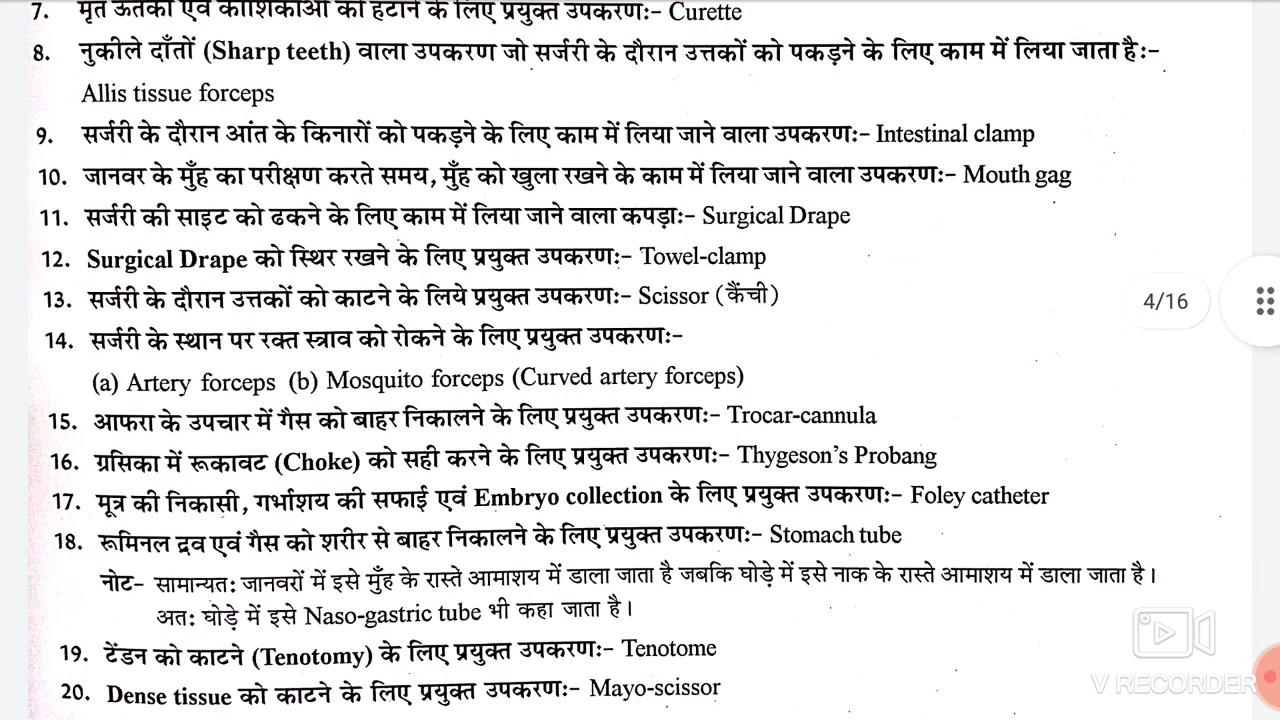 7. मृत ऊतकों एवं कोशिकाओं को हटाने के लिए प्रयुक्त उपकरणः- Curette
8. नुकीले दाँतों (Sharp teeth) वाला उपकरण जो सर्जरी के दौरान उत्तकों को पकड़ने के लिए काम में लिया जाता हैः-
Allis tissue forceps
9. सर्जरी के दौरान आंत के किनारों को पकड़ने के लिए काम में लिया जाने वाला उपकरणः- Intestinal clamp
10. जानवर के मुँह का परीक्षण करते समय, मुँह को खुला रखने के काम में लिया जाने वाला उपकरणः- Mouth gag
11. सर्जरी की साइट को ढकने के लिए काम में लिया जाने वाला कपड़ाः- Surgical Drape
12. Surgical Drape को स्थिर रखने के लिए प्रयुक्त उपकरणः- Towel-clamp
13. सर्जरी के दौरान उत्तकों को काटने के लिये प्रयुक्त उपकरणः- Scissor (कैंची)
4/16
14. सर्जरी के स्थान पर रक्त स्त्राव को रोकने के लिए प्रयुक्त उपकरणः-
(a) Artery forceps (b) Mosquito forceps (Curved artery forceps)
15. आफरा के उपचार में गैस को बाहर निकालने के लिए प्रयुक्त उपकरणः- Trocar-cannula
16. ग्रसिका में रूकावट (Choke) को सही करने के लिए प्रयुक्त उपकरणः- Thygeson's Probang
17. मूत्र की निकासी, गर्भाशय की सफाई एवं Embryo collection के लिए प्रयुक्त उपकरणः- Foley catheter
18. रूमिनल द्रव एवं गैस को शरीर से बाहर निकालने के लिए प्रयुक्त उपकरणः- Stomach tube
नोट- सामान्यतः जानवरों में इसे मुँह के रास्ते आमाशय में डाला जाता है जबकि घोड़े में इसे नाक के रास्ते आमाशय में डाला जाता है।
अतः घोड़े में इसे Naso-gastric tube भी कहा जाता है।
19. टेंडन को काटने (Tenotomy) के लिए प्रयुक्त उपकरणः- Tenotome
20. Dense tissue को काटने के लिए प्रयुक्त उपकरणः- Mayo-scissor
V RECORDER